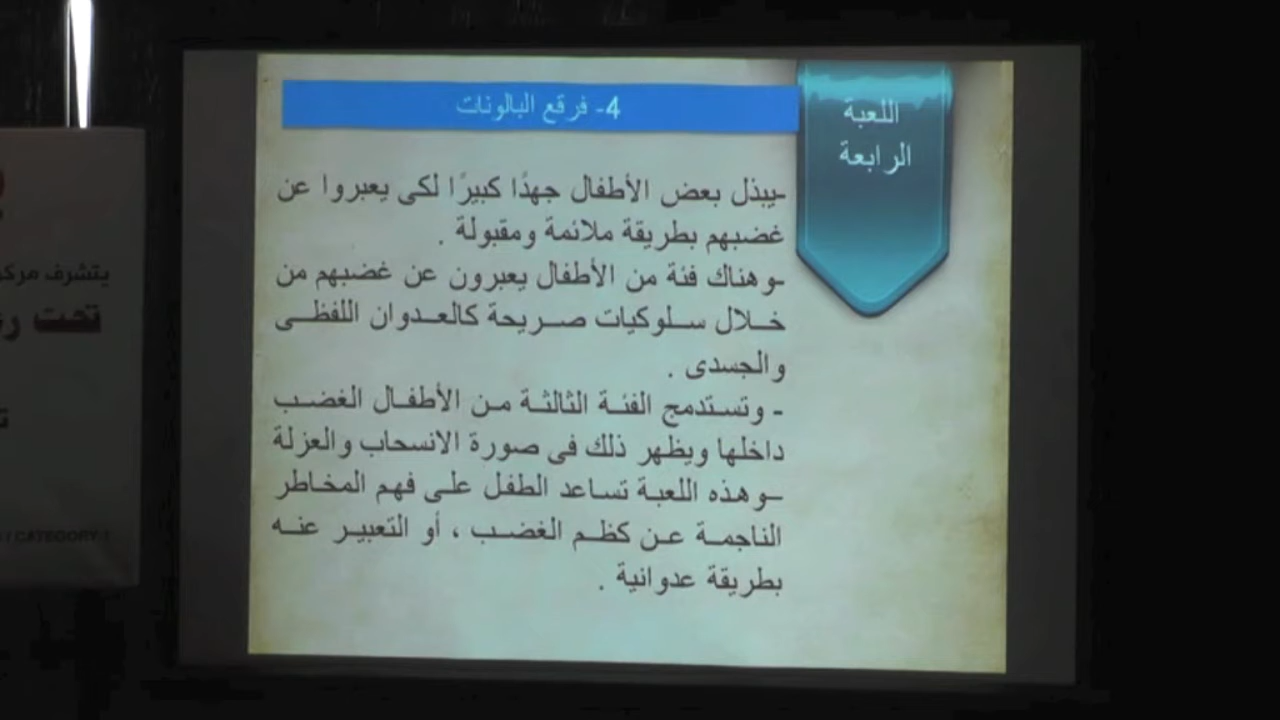 اللعبة
الرابعة
4- فرقع البالونات
-يبذل بعض الأطفال جهدًا كبيرًا لكى يعبروا عن
غضبهم بطريقة ملائمة ومقبولة .
-وهناك فئة من الأطفال يعبرون عن غضبهم من
خلال سلوكيات صريحة كالعدوان اللفظى
والجسدى .
- وتستدمج الفئة الثالثة من الأطفال الغضب
داخلها ويظهر ذلك فى صورة الانسحاب والعزلة
-وهذه اللعبة تساعد الطفل على فهم المخاطر
الناجمة عن كظم الغضب ، أو التعبير عنه
بطريقة عدوانية .
يتشرف
تحت
CATEGORY